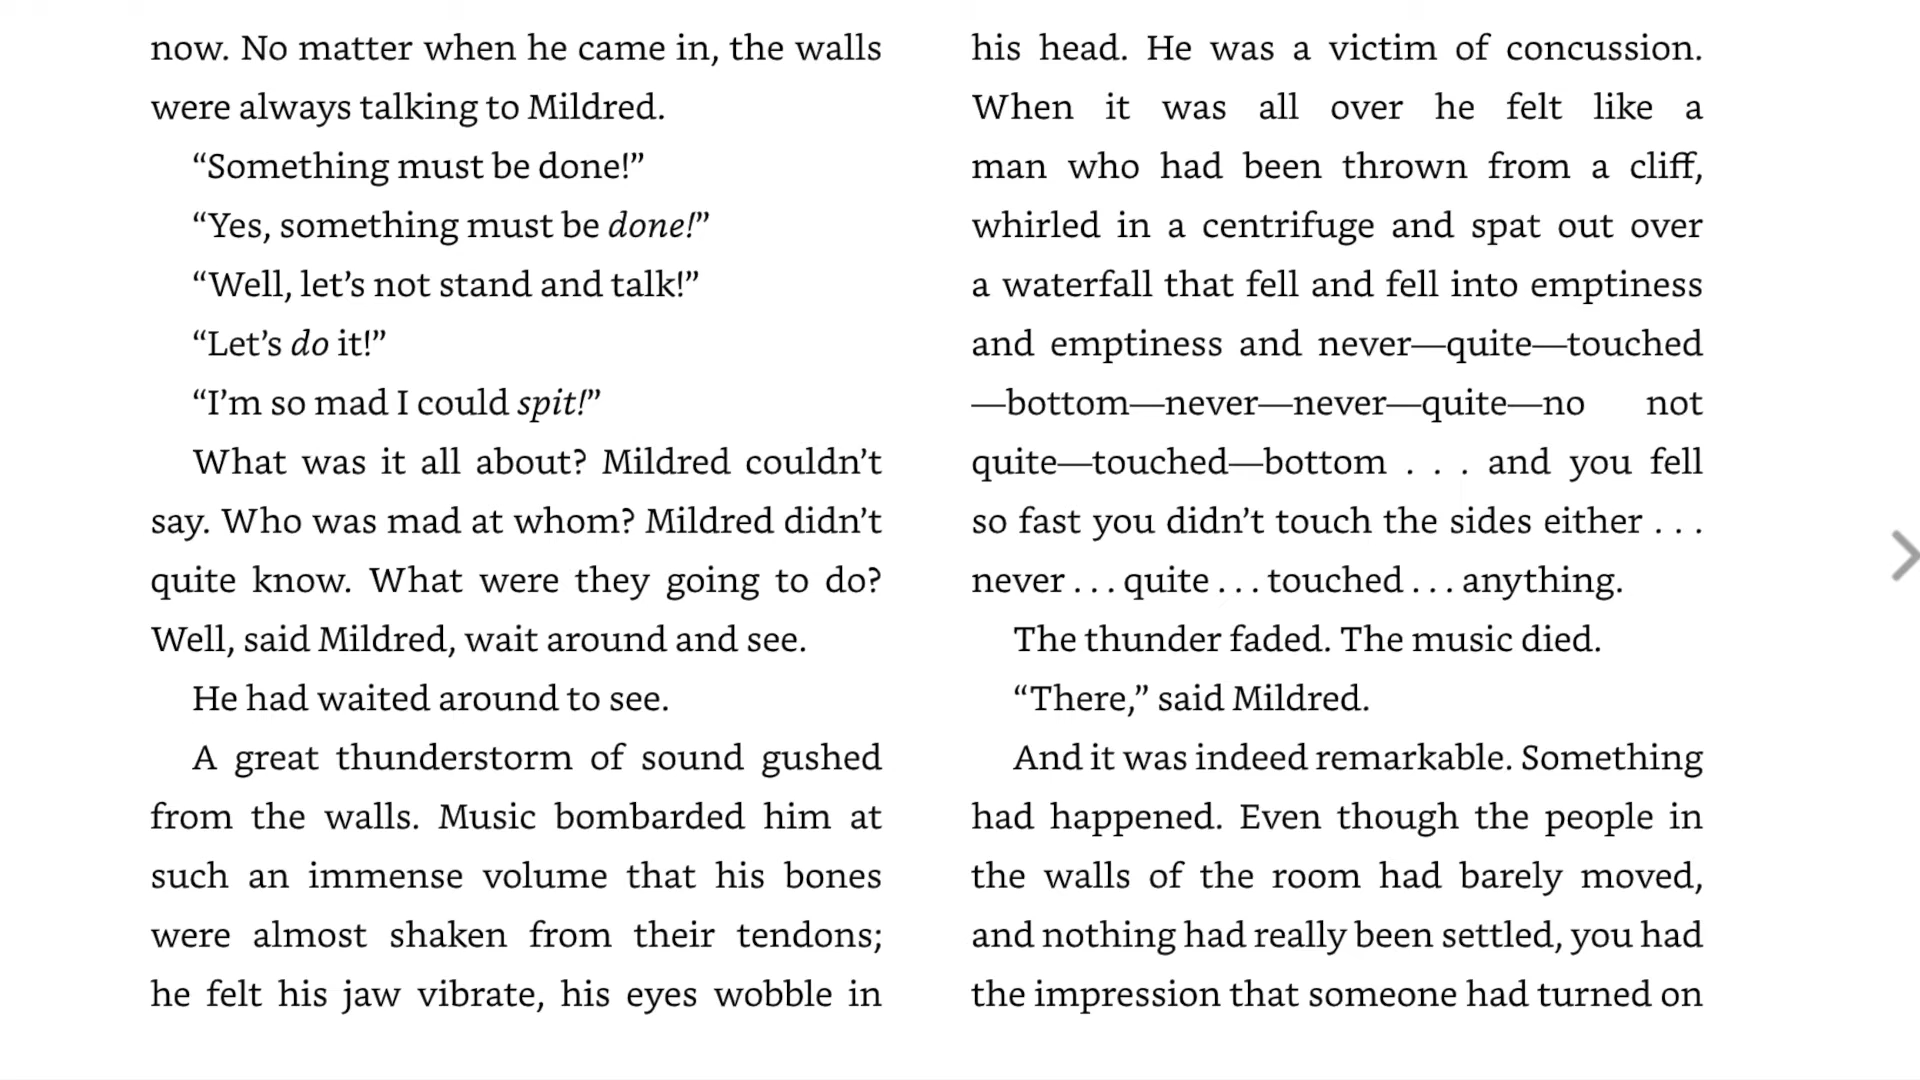 now. No matter when he came in, the walls
were always talking to Mildred.
“Something must be done!”
“Yes, something must be done!”
“Well, let’s not stand and talk!”
“Let’s do it!”
“I’m so mad I could spit!”
What was it all about? Mildred couldn’t
say. Who was mad at whom? Mildred didn’t
quite know. What were they going to do?
Well, said Mildred, wait around and see.
He had waited around to see.
A great thunderstorm of sound gushed
from the walls. Music bombarded him at
such an immense volume that his bones
were almost shaken from their tendons;
he felt his jaw vibrate, his eyes wobble in
his head. He was a victim of concussion.
When it was all over he felt like a
man who had been thrown from a cliff,
whirled in a centrifuge and spat out over
a waterfall that fell and fell into emptiness
and emptiness and never—quite—touched
—bottom—never—never—quite—no not
quite—touched—bottom . . . and you fell
so fast you didn’t touch the sides either . . .
never . . . quite . . . touched . . . anything.
The thunder faded. The music died.
“There,” said Mildred.
And it was indeed remarkable. Something
had happened. Even though the people in
the walls of the room had barely moved,
and nothing had really been settled, you had
the impression that someone had turned on